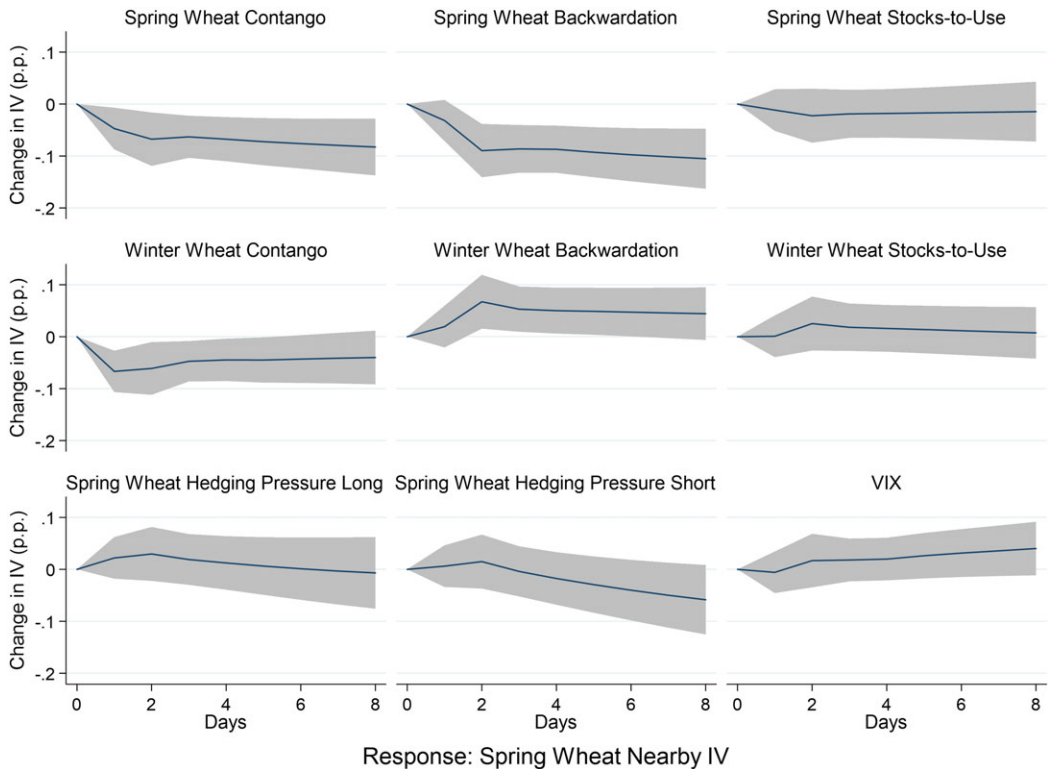 Spring Wheat Contango Spring Wheat Backwardation Spring Wheat Stocks-to-Use
.1
0
-.1
-.2
Change in IV (p.p.)
Winter Wheat Contango Winter Wheat Backwardation Winter Wheat Stocks-to-Use
.1
0
-.1
-.2
Change in IV (p.p.)
Spring Wheat Hedging Pressure Long Spring Wheat Hedging Pressure Short VIX
.1
0
-.1
-.2
Change in IV (p.p.)
0 2 4 6 8 0 2 4 6 8 0 2 4 6 8
Days Days Days
Response: Spring Wheat Nearby IV